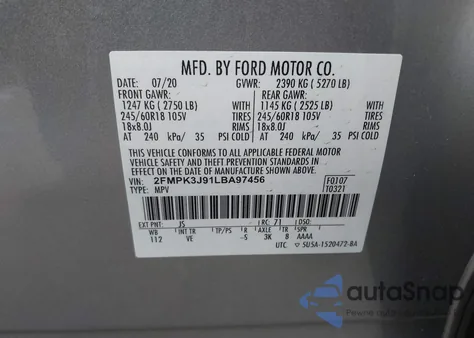 MFD. BY FORD MOTOR CO.
DATE: 07/20 GVWR: 2390 KG ( 5270 LB)
FRONT GAWR: REAR GAWR:
1247 KG ( 2750 LB) WITH 1145 KG ( 2525 LB) WITH
245/60R18 105V TIRES 245/60R18 105V TIRES
18x8.0J RIMS 18x8.0J RIMS
AT 240 kPa/ 35 PSI COLD AT 240 kPa/ 35 PSI COLD
THIS VEHICLE CONFORMS TO ALL APPLICABLE FEDERAL MOTOR
VEHICLE SAFETY AND THEFT PREVENTION STANDARDS IN
EFFECT ON THE DATE OF MANUFACTURE SHOWN ABOVE.
VIN: 2FMPK3J91LBA97456 F0107
TYPE: MPV T0321
EXT PNT: JS RC: 71 DSO:
WB INT TR TP/PS R AXLE TR SPR
112 VE -5 3K B AAAA
UTC 5U5A-1520472-BA
autoSnap
Powered by AutoAstat